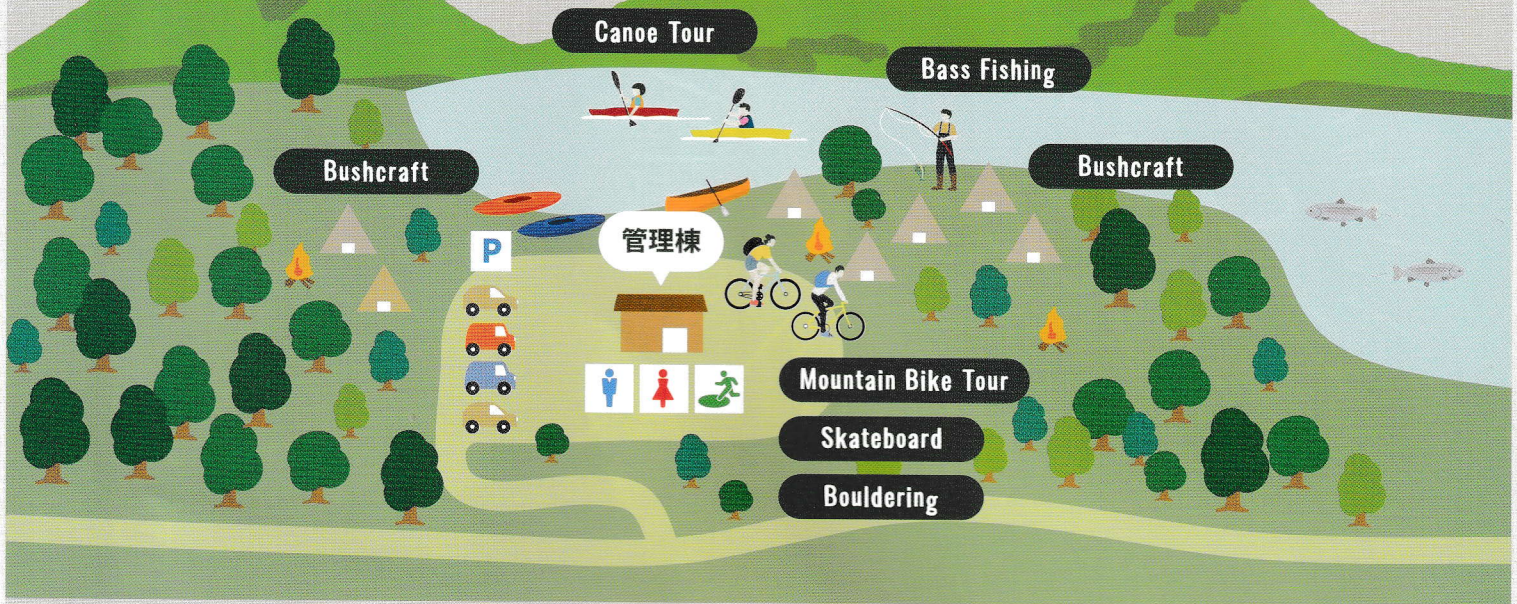 Canoe Tour
Bass Fishing
Bushcraft
Bushcraft
P
管理棟
Mountain Bike Tour
Skateboard
Bouldering